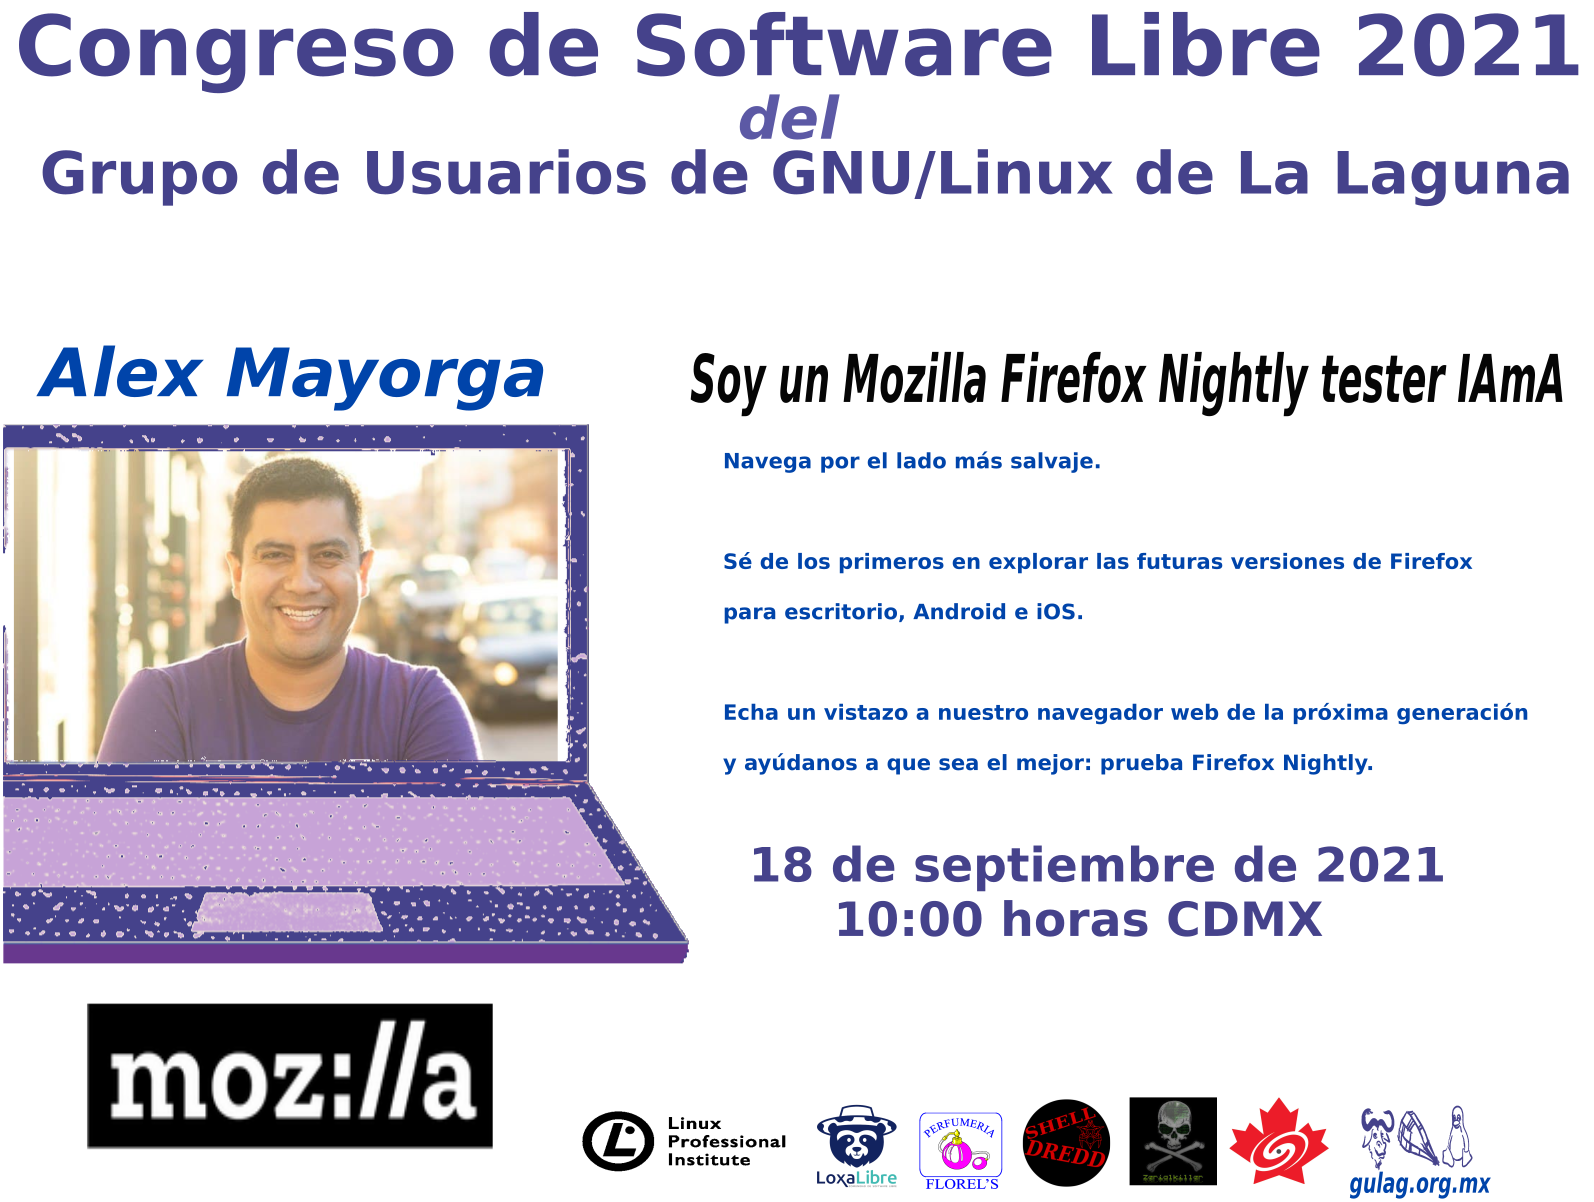 Congreso de Software Libre 2021
del
Grupo de Usuarios de GNU/Linux de La Laguna
Alex Mayorga
Soy un Mozilla Firefox Nightly tester IAmA
Navega por el lado más salvaje.
Sé de los primeros en explorar las futuras versiones de Firefox
para escritorio, Android e iOS.
Echa un vistazo a nuestro navegador web de la próxima generación
y ayúdanos a que sea el mejor: prueba Firefox Nightly.
18 de septiembre de 2021
10:00 horas CDMX
moz://a
Linux
Professional
Institute
LoxaLibre
PERFUMERIA
FLOREL'S
SHELL
DREDD
gulag.org.mx